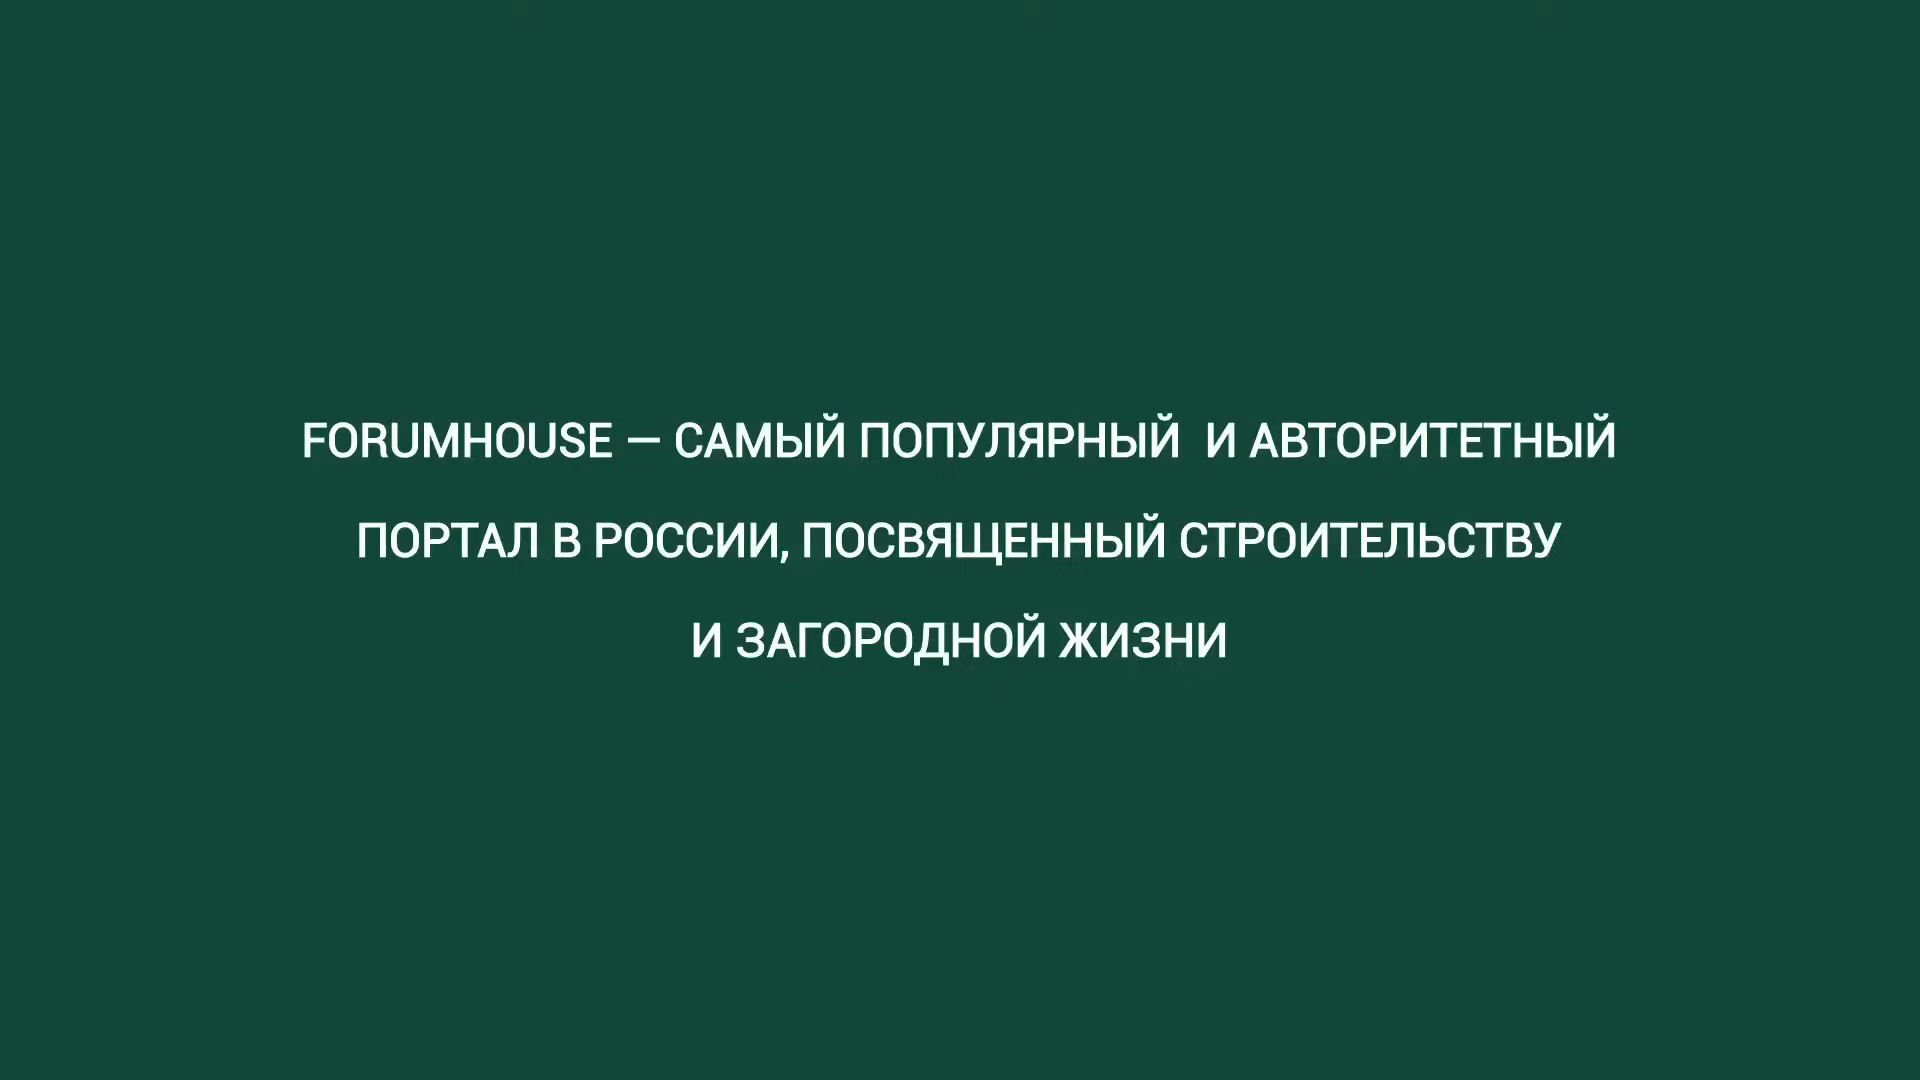 FORUMHOUSE — САМЫЙ ПОПУЛЯРНЫЙ  И АВТОРИТЕТНЫЙ
ПОРТАЛ В РОССИИ, ПОСВЯЩЕННЫЙ СТРОИТЕЛЬСТВУ
И ЗАГОРОДНОЙ ЖИЗНИ